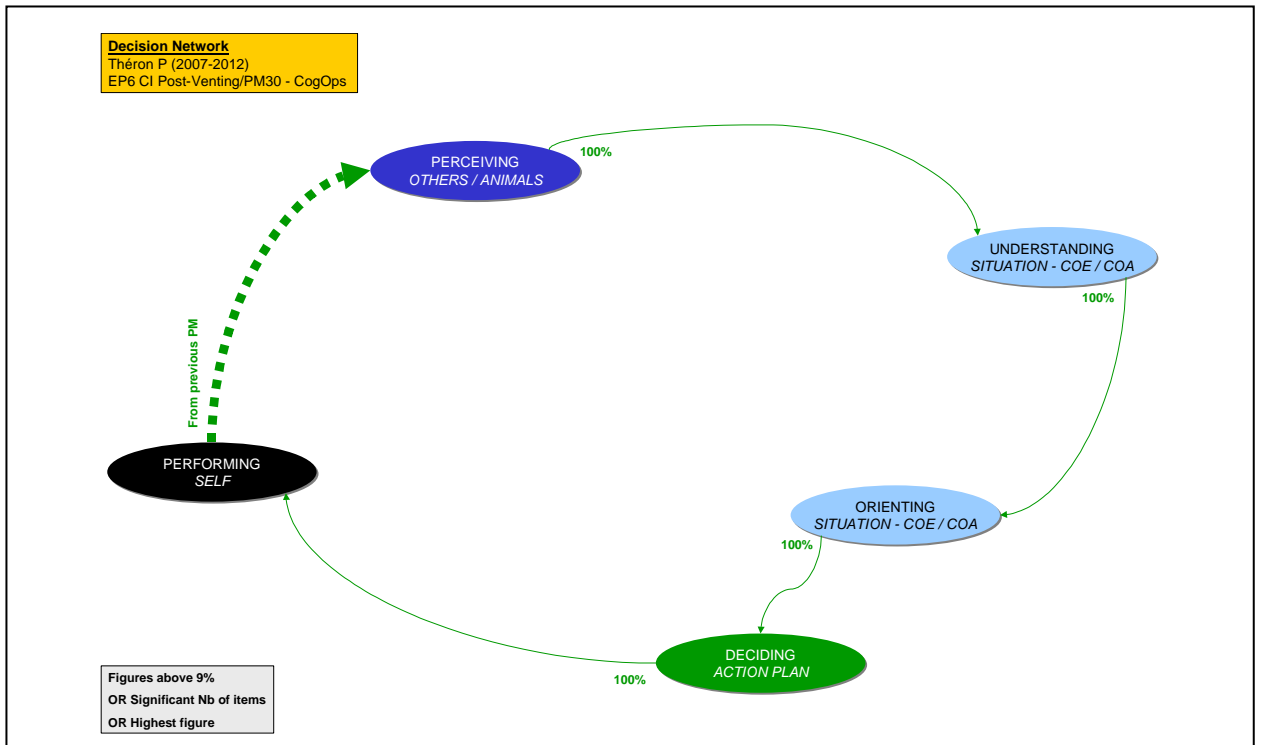 Decision Network
Théron P (2007-2012)
EP6 CI Post-Venting/PM30 - CogOps
PERCEIVING
OTHERS / ANIMALS
100%
UNDERSTANDING
SITUATION - COE / COA
100%
From previous PM
PERFORMING
SELF
ORIENTING
SITUATION - COE / COA
100%
DECIDING
ACTION PLAN
100%
Figures above 9%
OR Significant Nb of items
OR Highest figure